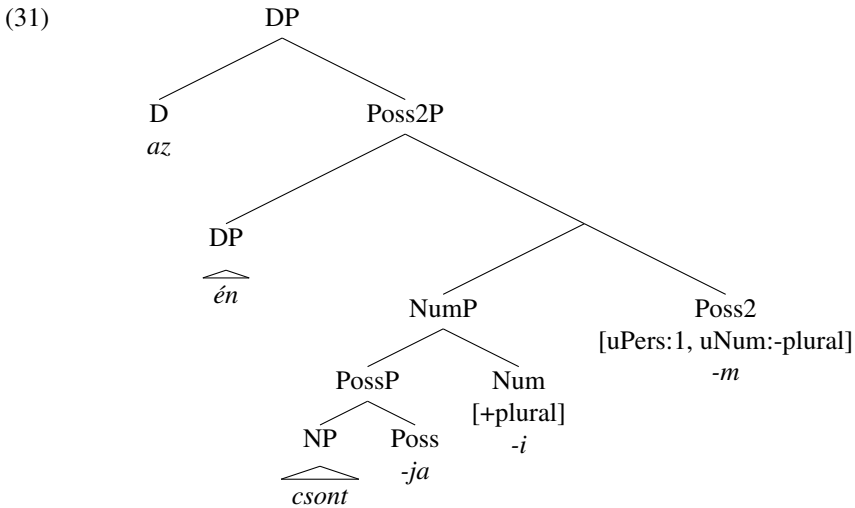 (31) DP
D Poss2P
az
DP
én
NumP Poss2
[uPers:1, uNum:-plural]
-m
PossP Num
[+plural]
-i
NP Poss
-ja
csont